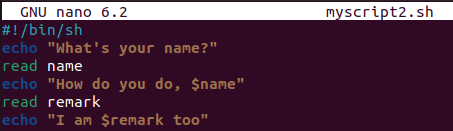 GNU nano 6.2 myscript2.sh
#!/bin/sh
echo "What's your name?"
read name
echo "How do you do, $name"
read remark
echo "I am $remark too"